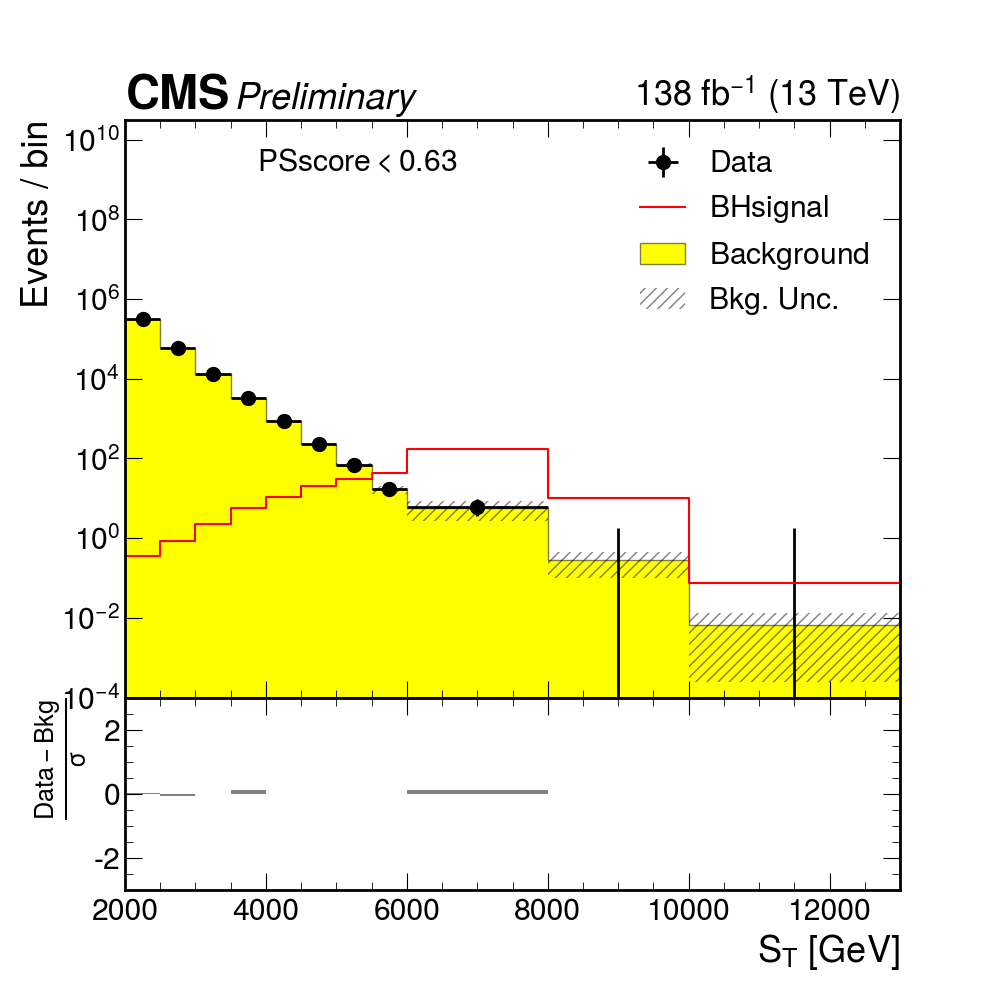 CMS Preliminary 138 fb⁻¹ (13 TeV)
Events / bin
PSscore < 0.63
Data
BHsignal
Background
Bkg. Unc.
10¹⁰
10⁸
10⁶
10⁴
10²
10⁰
10⁻²
10⁻⁴
Data − Bkg
σ
2
0
-2
2000 4000 6000 8000 10000 12000
S_T [GeV]